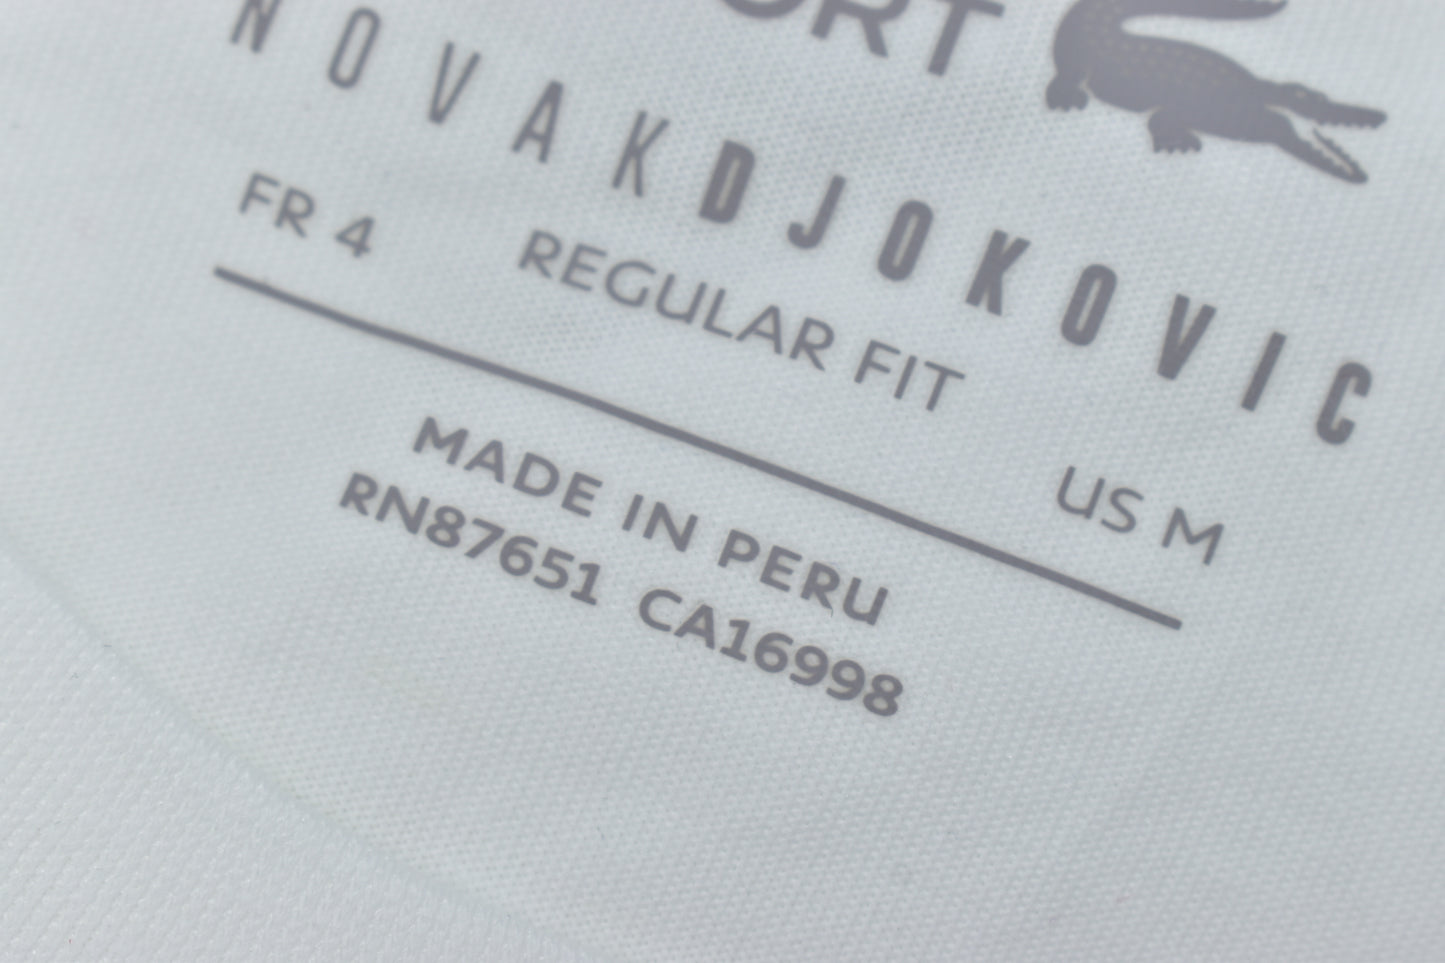 NOVAKDJOKOVIC
FR 4 REGULAR FIT US M
MADE IN PERU
RN87651 CA16998